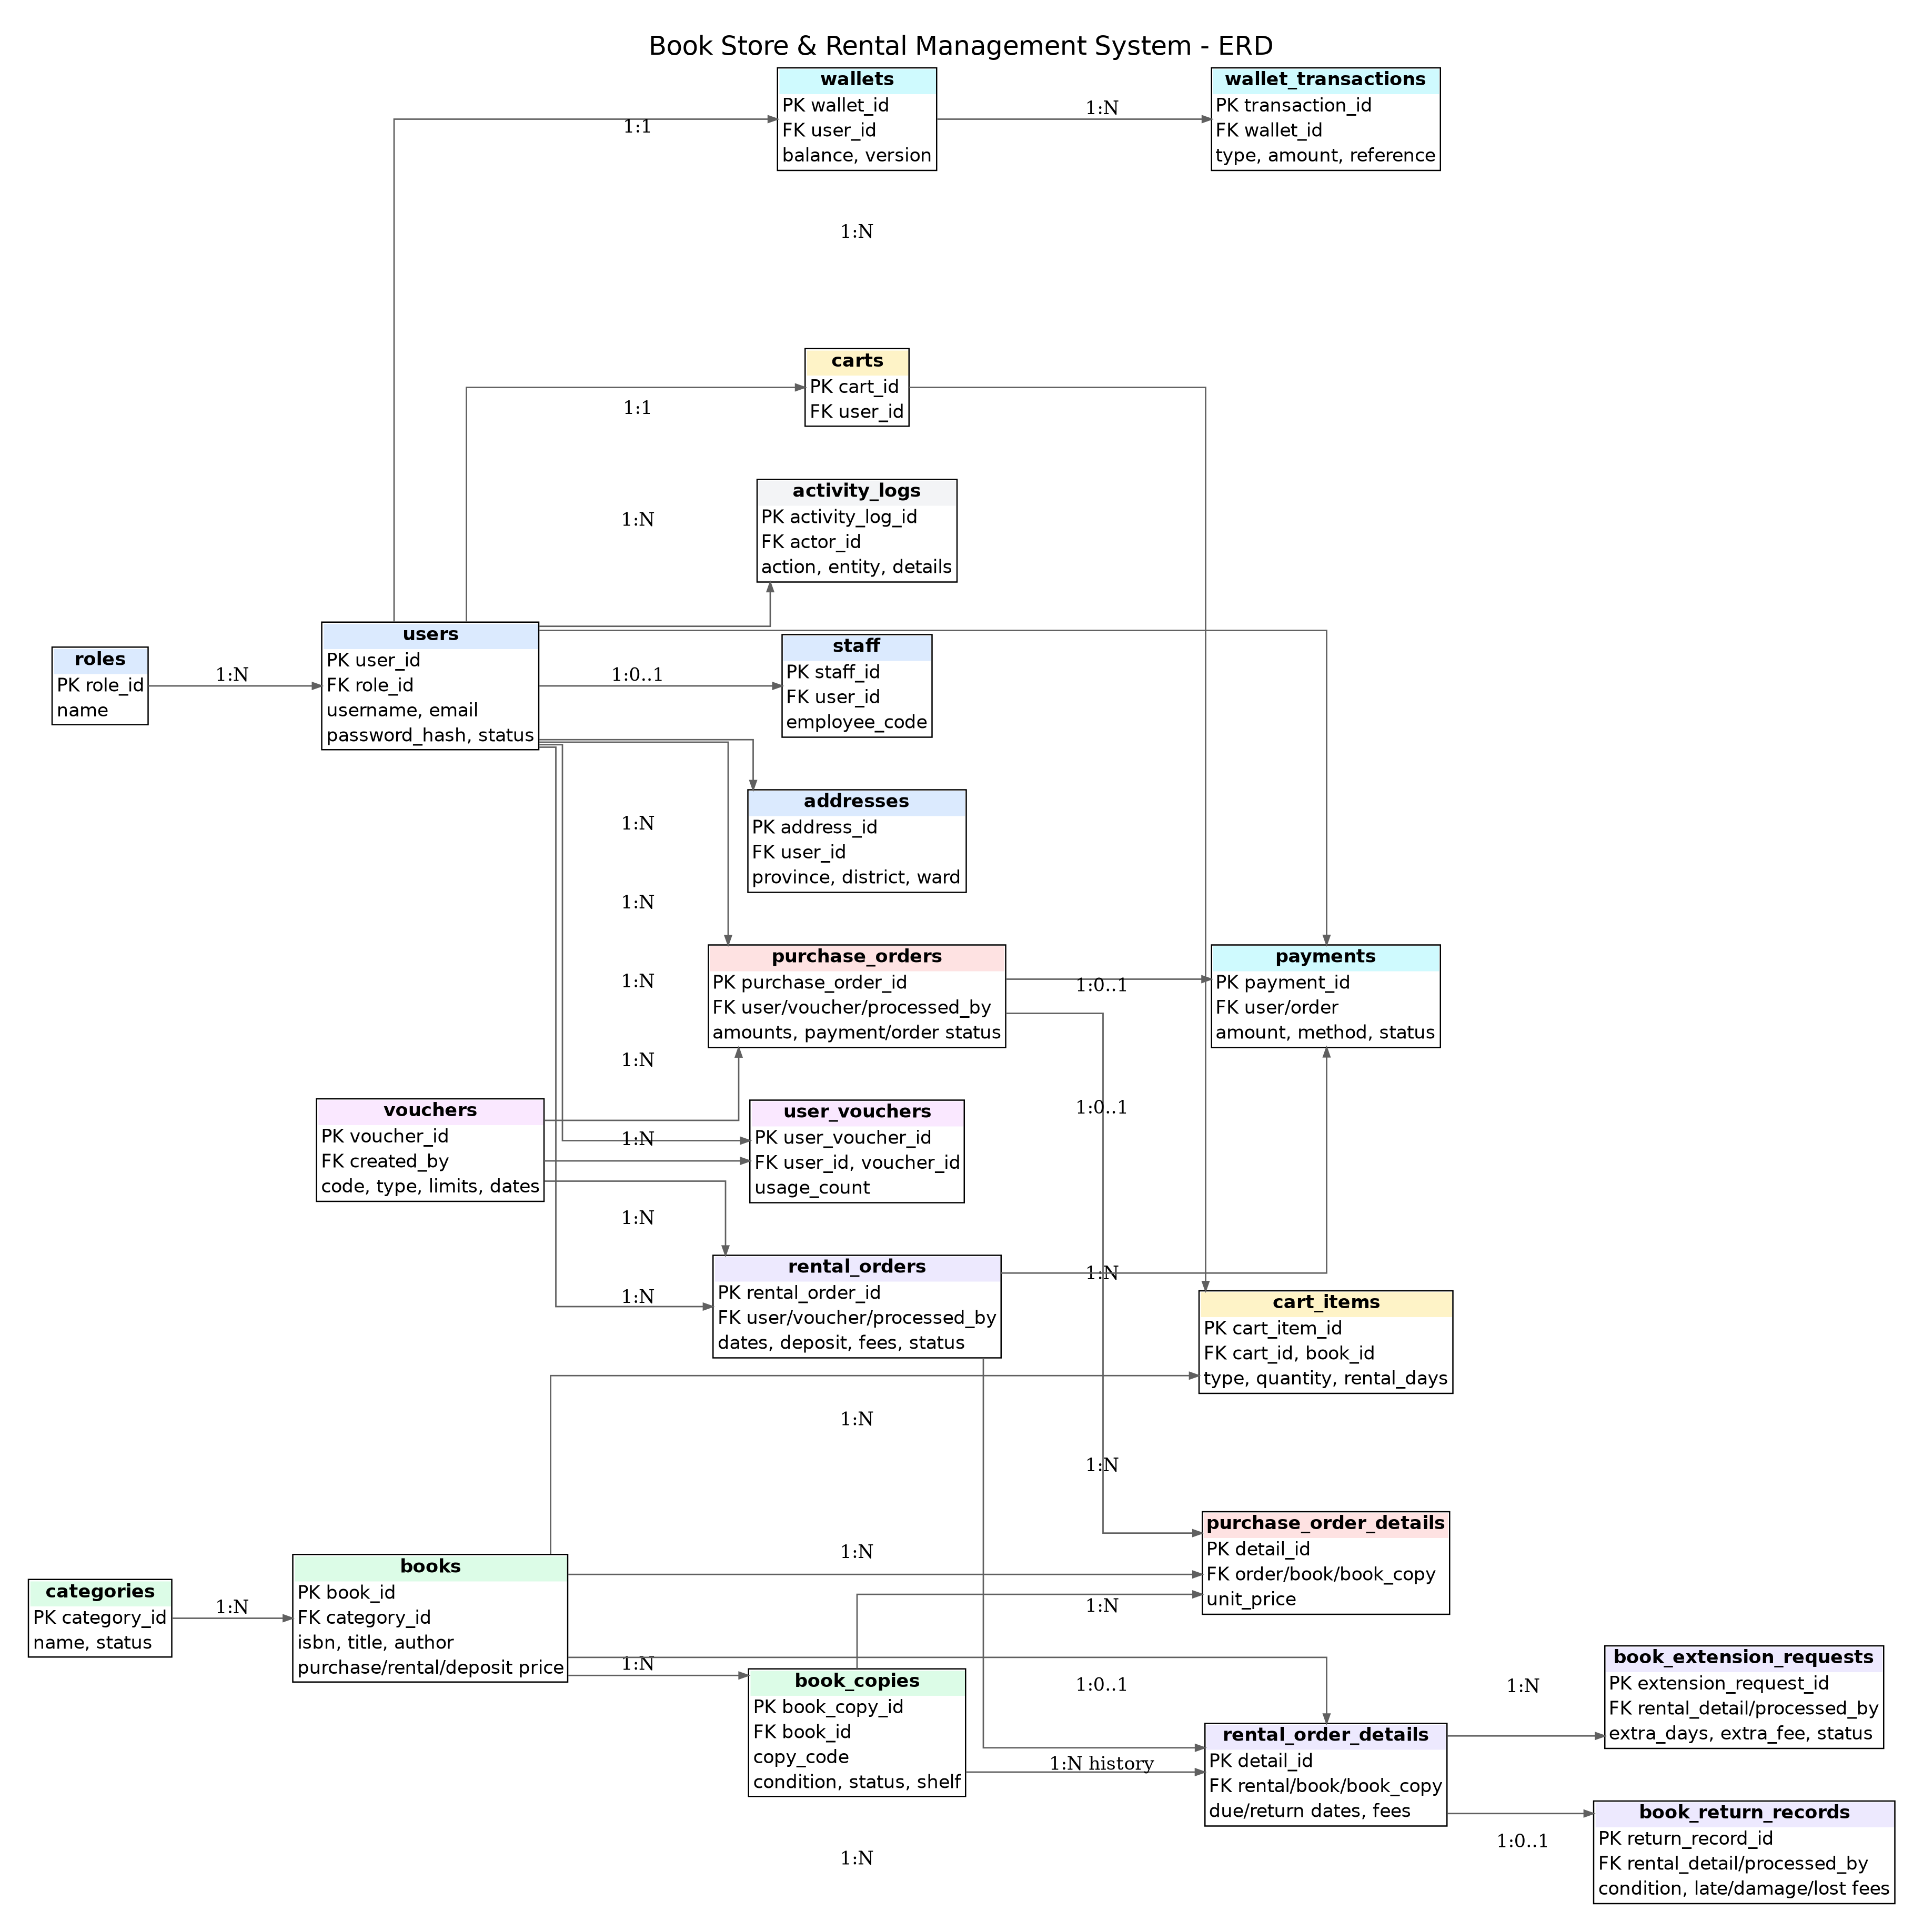 Book Store & Rental Management System - ERD
wallets
PK wallet_id
FK user_id
balance, version
wallet_transactions
PK transaction_id
FK wallet_id
type, amount, reference
1:1
1:N
1:N
carts
PK cart_id
FK user_id
1:1
activity_logs
PK activity_log_id
FK actor_id
action, entity, details
1:N
roles
PK role_id
name
1:N
users
PK user_id
FK role_id
username, email
password_hash, status
1:0..1
staff
PK staff_id
FK user_id
employee_code
addresses
PK address_id
FK user_id
province, district, ward
1:N
1:N
purchase_orders
PK purchase_order_id
FK user/voucher/processed_by
amounts, payment/order status
1:N
1:0..1
payments
PK payment_id
FK user/order
amount, method, status
1:N
1:0..1
vouchers
PK voucher_id
FK created_by
code, type, limits, dates
1:N
user_vouchers
PK user_voucher_id
FK user_id, voucher_id
usage_count
1:N
rental_orders
PK rental_order_id
FK user/voucher/processed_by
dates, deposit, fees, status
1:N
1:N
cart_items
PK cart_item_id
FK cart_id, book_id
type, quantity, rental_days
1:N
1:N
purchase_order_details
PK detail_id
FK order/book/book_copy
unit_price
1:N
1:N
categories
PK category_id
name, status
1:N
books
PK book_id
FK category_id
isbn, title, author
purchase/rental/deposit price
1:N
book_copies
PK book_copy_id
FK book_id
copy_code
condition, status, shelf
1:0..1
1:N history
rental_order_details
PK detail_id
FK rental/book/book_copy
due/return dates, fees
1:N
book_extension_requests
PK extension_request_id
FK rental_detail/processed_by
extra_days, extra_fee, status
1:0..1
book_return_records
PK return_record_id
FK rental_detail/processed_by
condition, late/damage/lost fees
1:N